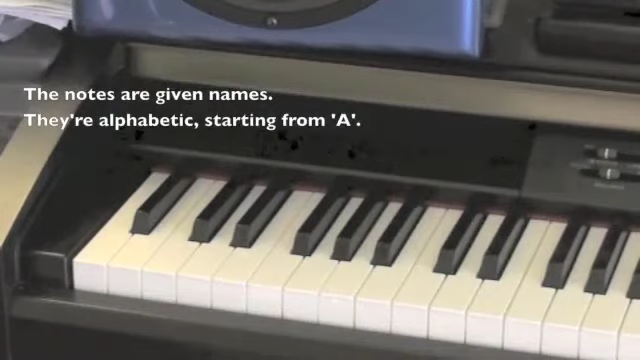 The notes are given names.
They're alphabetic, starting from 'A'.